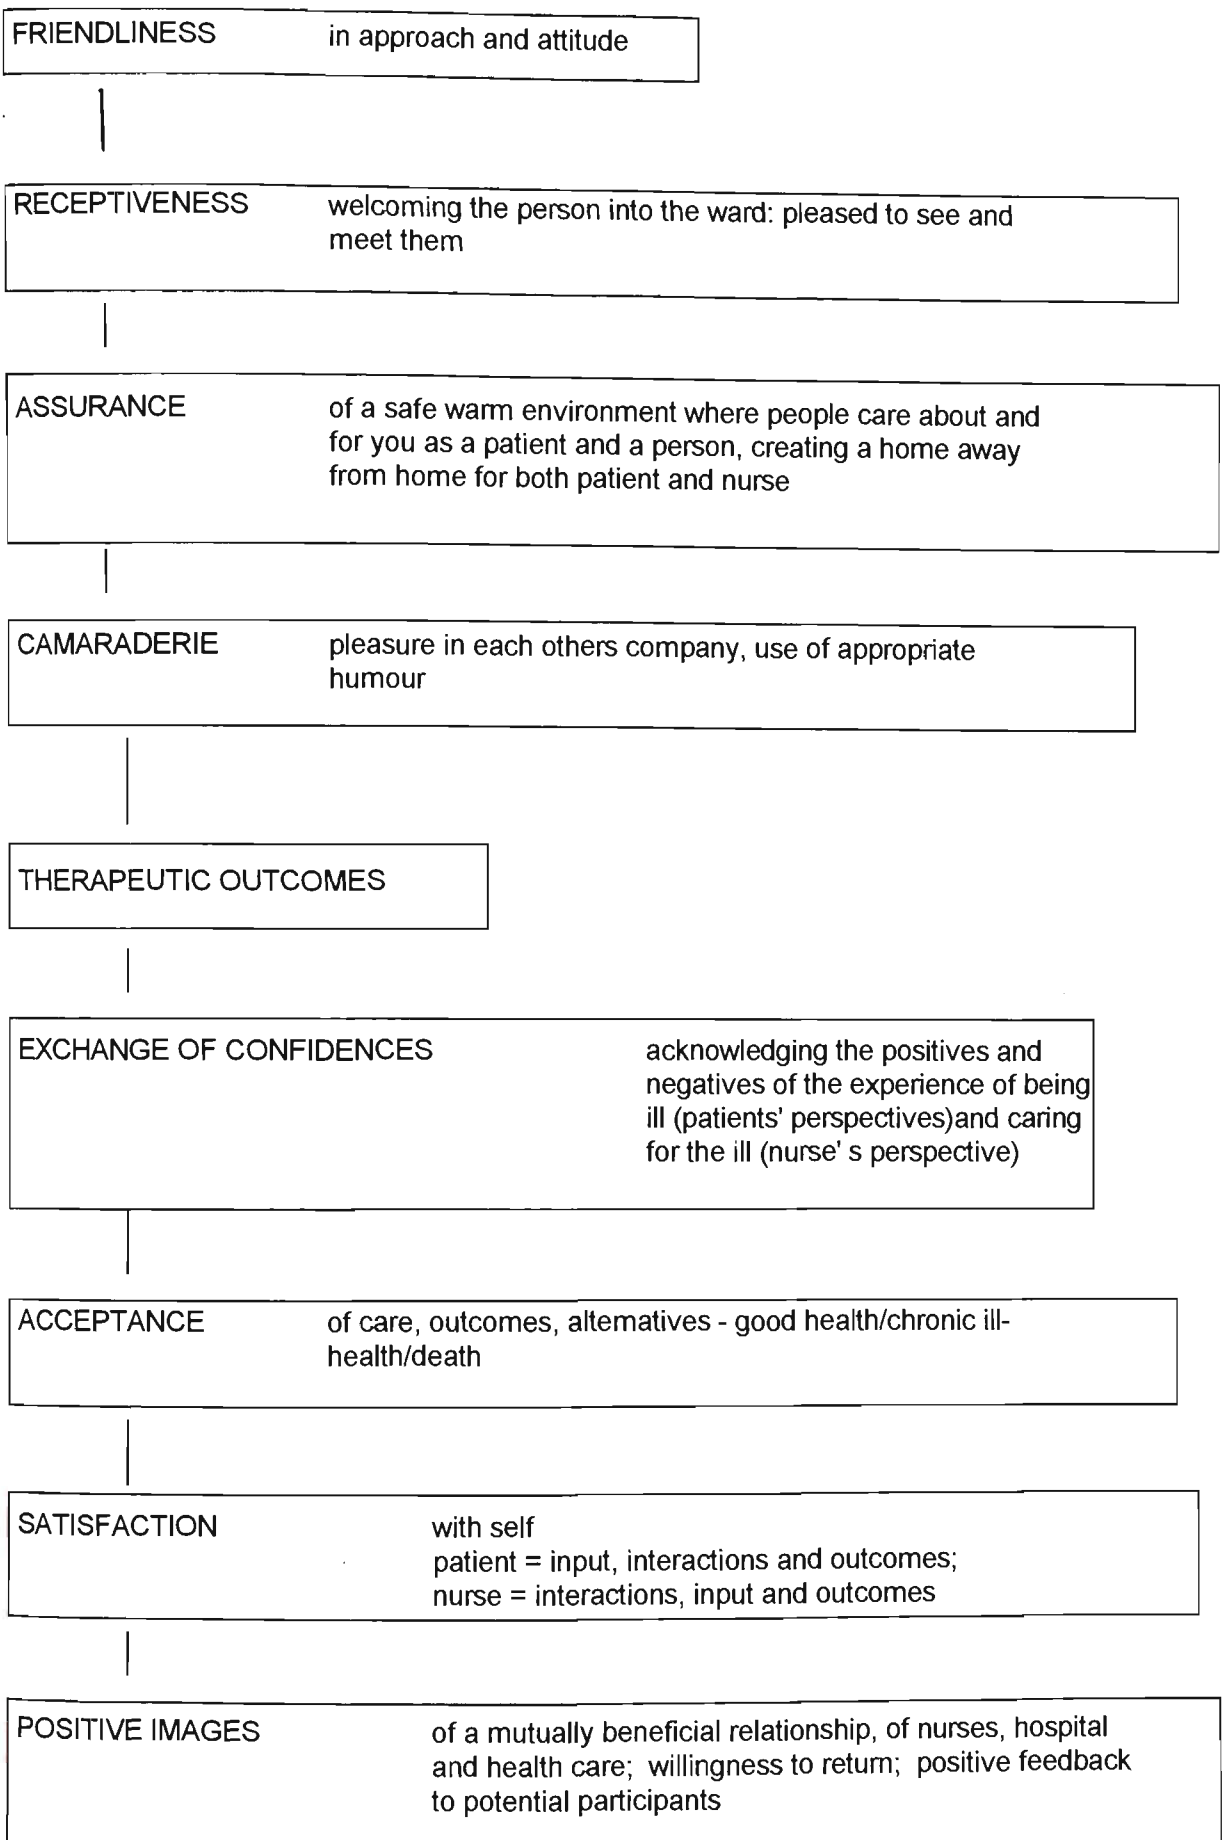 FRIENDLINESS in approach and attitude
RECEPTIVENESS welcoming the person into the ward: pleased to see and
meet them
ASSURANCE of a safe warm environment where people care about and
for you as a patient and a person, creating a home away
from home for both patient and nurse
CAMARADERIE pleasure in each others company, use of appropriate
humour
THERAPEUTIC OUTCOMES
EXCHANGE OF CONFIDENCES acknowledging the positives and
negatives of the experience of being
ill (patients' perspectives)and caring
for the ill (nurse' s perspective)
ACCEPTANCE of care, outcomes, alternatives - good health/chronic ill-
health/death
SATISFACTION with self
patient = input, interactions and outcomes;
nurse = interactions, input and outcomes
POSITIVE IMAGES of a mutually beneficial relationship, of nurses, hospital
and health care; willingness to return; positive feedback
to potential participants